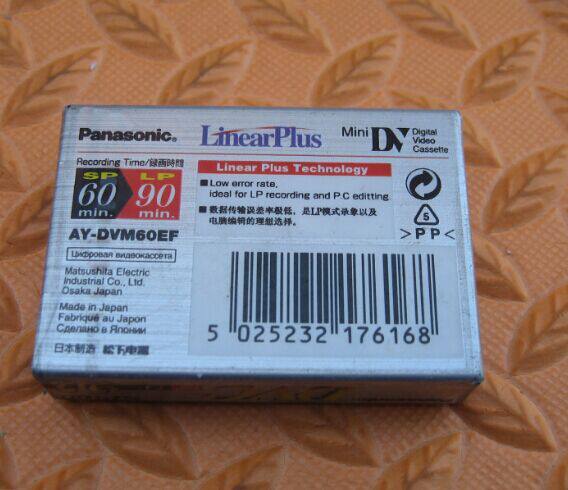 Panasonic®
LinearPlus
Mini DV Digital Video Cassette
Recording Time/録画時間
SP 60 min. LP 90 min.
AY-DVM60EF
Цифровая видеокассета
Matsushita Electric
Industrial Co., Ltd.
Osaka Japan
Made in Japan
Fabriqué au Japon
Сделано в Японии
日本制造 松下电器
Linear Plus Technology
■ Low error rate,
ideal for LP recording and P.C editting.
■ 数据传输误差率极低, 是LP模式录象以及
电脑编辑的理想选择。
5
>PP<
5 025232 176168